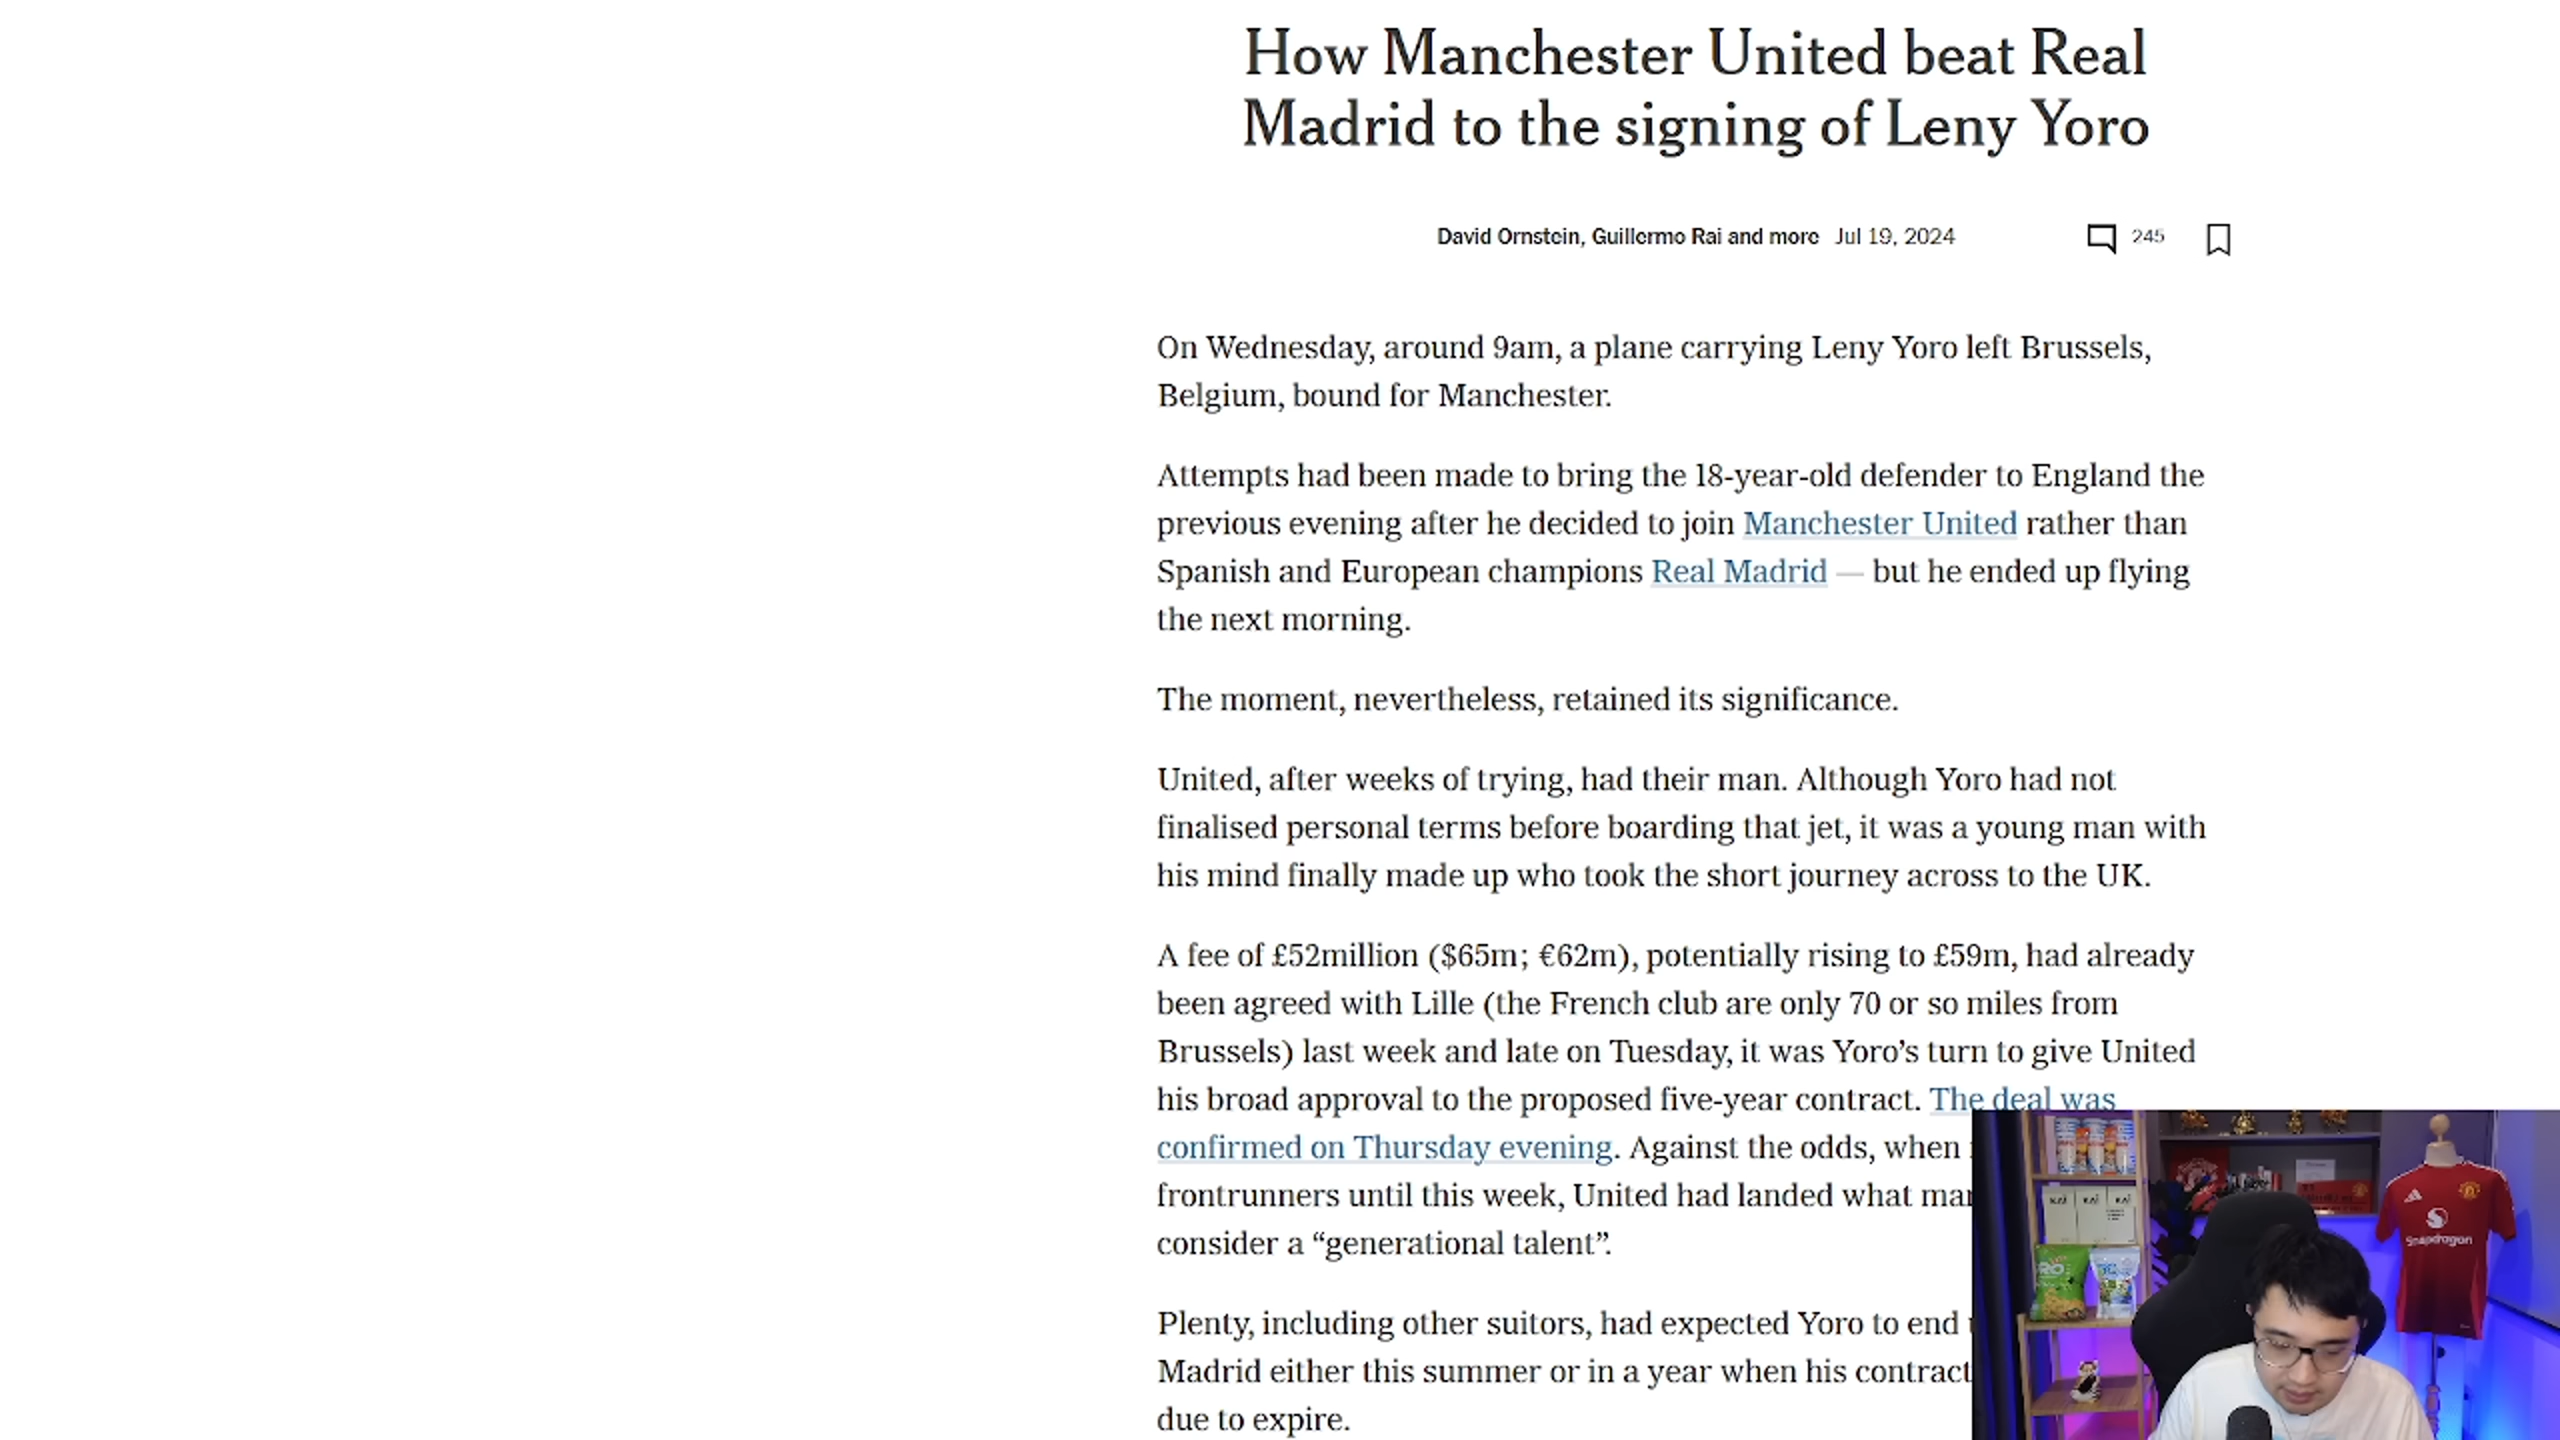 How Manchester United beat Real
Madrid to the signing of Leny Yoro
David Ornstein, Guillermo Rai and more Jul 19, 2024 245
On Wednesday, around 9am, a plane carrying Leny Yoro left Brussels,
Belgium, bound for Manchester.
Attempts had been made to bring the 18-year-old defender to England the
previous evening after he decided to join Manchester United rather than
Spanish and European champions Real Madrid — but he ended up flying
the next morning.
The moment, nevertheless, retained its significance.
United, after weeks of trying, had their man. Although Yoro had not
finalised personal terms before boarding that jet, it was a young man with
his mind finally made up who took the short journey across to the UK.
A fee of £52million ($65m; €62m), potentially rising to £59m, had already
been agreed with Lille (the French club are only 70 or so miles from
Brussels) last week and late on Tuesday, it was Yoro’s turn to give United
his broad approval to the proposed five-year contract. The deal was
confirmed on Thursday evening. Against the odds, when
frontrunners until this week, United had landed what
consider a “generational talent”.
Plenty, including other suitors, had expected Yoro to end
Madrid either this summer or in a year when his contract
due to expire.
KAI KAI KAI
Snapdragon